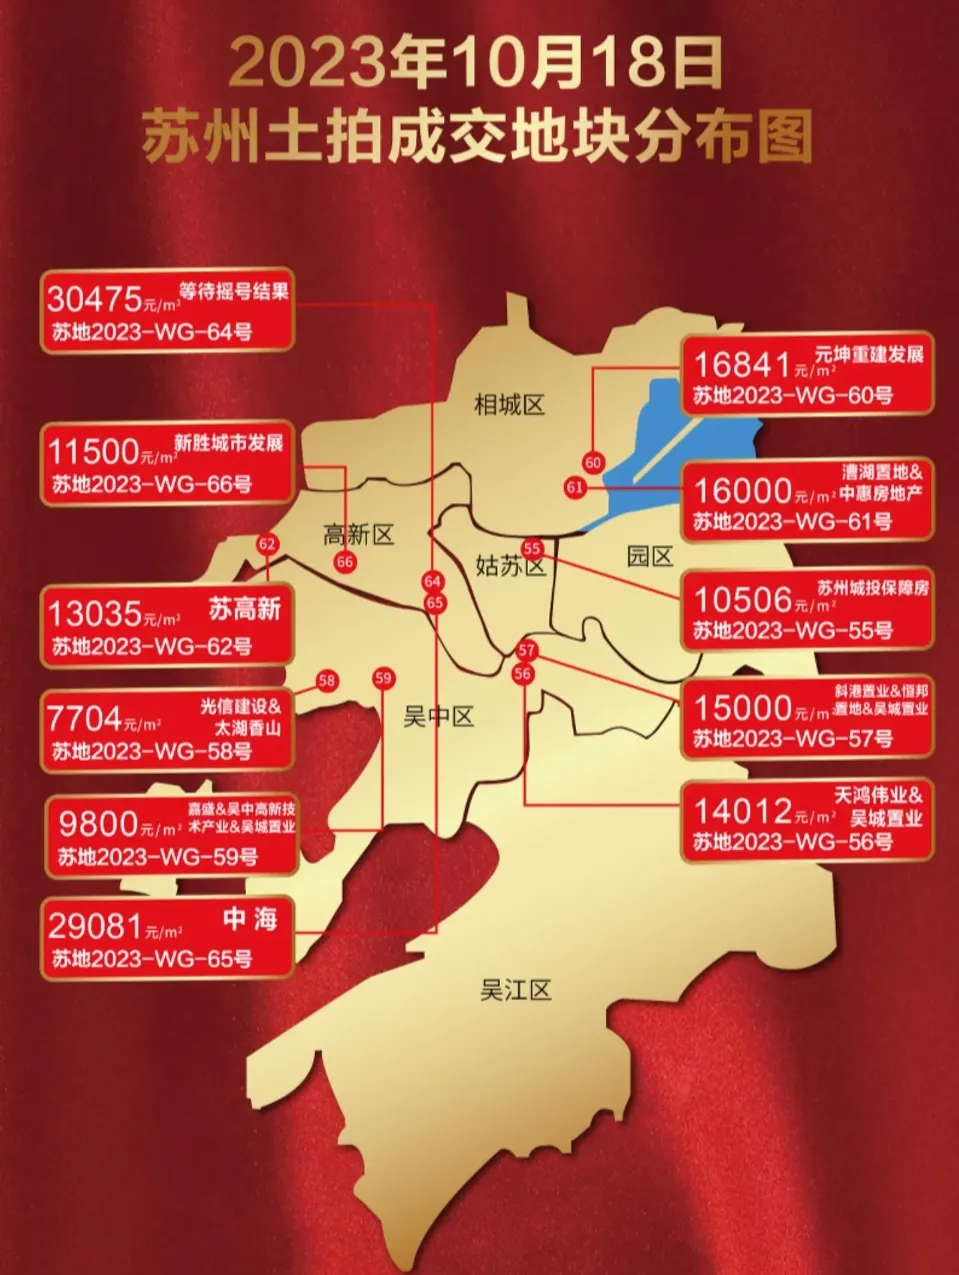 2023年10月18日
苏州土拍成交地块分布图
30475元/m² 等待摇号结果
苏地2023-WG-64号
11500元/m² 新胜城市发展
苏地2023-WG-66号
13035元/m² 苏高新
苏地2023-WG-62号
7704元/m² 光信建设&
太湖香山
苏地2023-WG-58号
9800元/m² 嘉盛&吴中高新技
术产业&吴城置业
苏地2023-WG-59号
29081元/m² 中海
苏地2023-WG-65号
16841元/m² 元坤重建发展
苏地2023-WG-60号
16000元/m² 漕湖置地&
中惠房地产
苏地2023-WG-61号
10506元/m² 苏州城投保障房
苏地2023-WG-55号
15000元/m² 斜港置业&恒邦
置地&吴城置业
苏地2023-WG-57号
14012元/m² 天鸿伟业&
吴城置业
苏地2023-WG-56号
相城区
60
61
高新区
62
66
姑苏区
55
园区
64
65
57
56
58
59
吴中区
吴江区